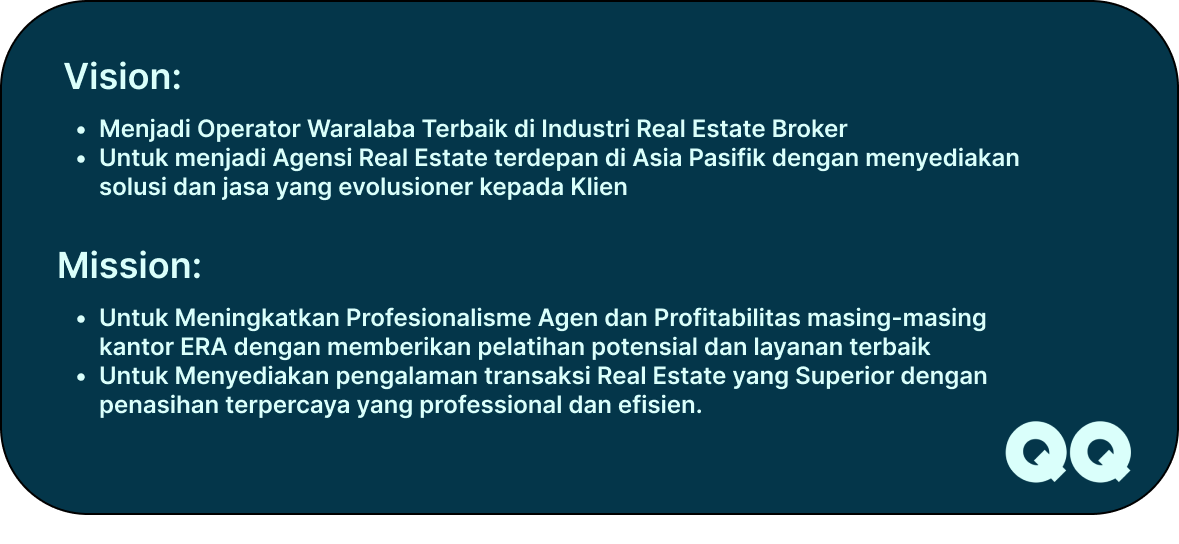 Vision:
• Menjadi Operator Waralaba Terbaik di Industri Real Estate Broker
• Untuk menjadi Agensi Real Estate terdepan di Asia Pasifik dengan menyediakan
solusi dan jasa yang evolusioner kepada Klien
Mission:
• Untuk Meningkatkan Profesionalisme Agen dan Profitabilitas masing-masing
kantor ERA dengan memberikan pelatihan potensial dan layanan terbaik
• Untuk Menyediakan pengalaman transaksi Real Estate yang Superior dengan
penasihan terpercaya yang professional dan efisien.
QQ